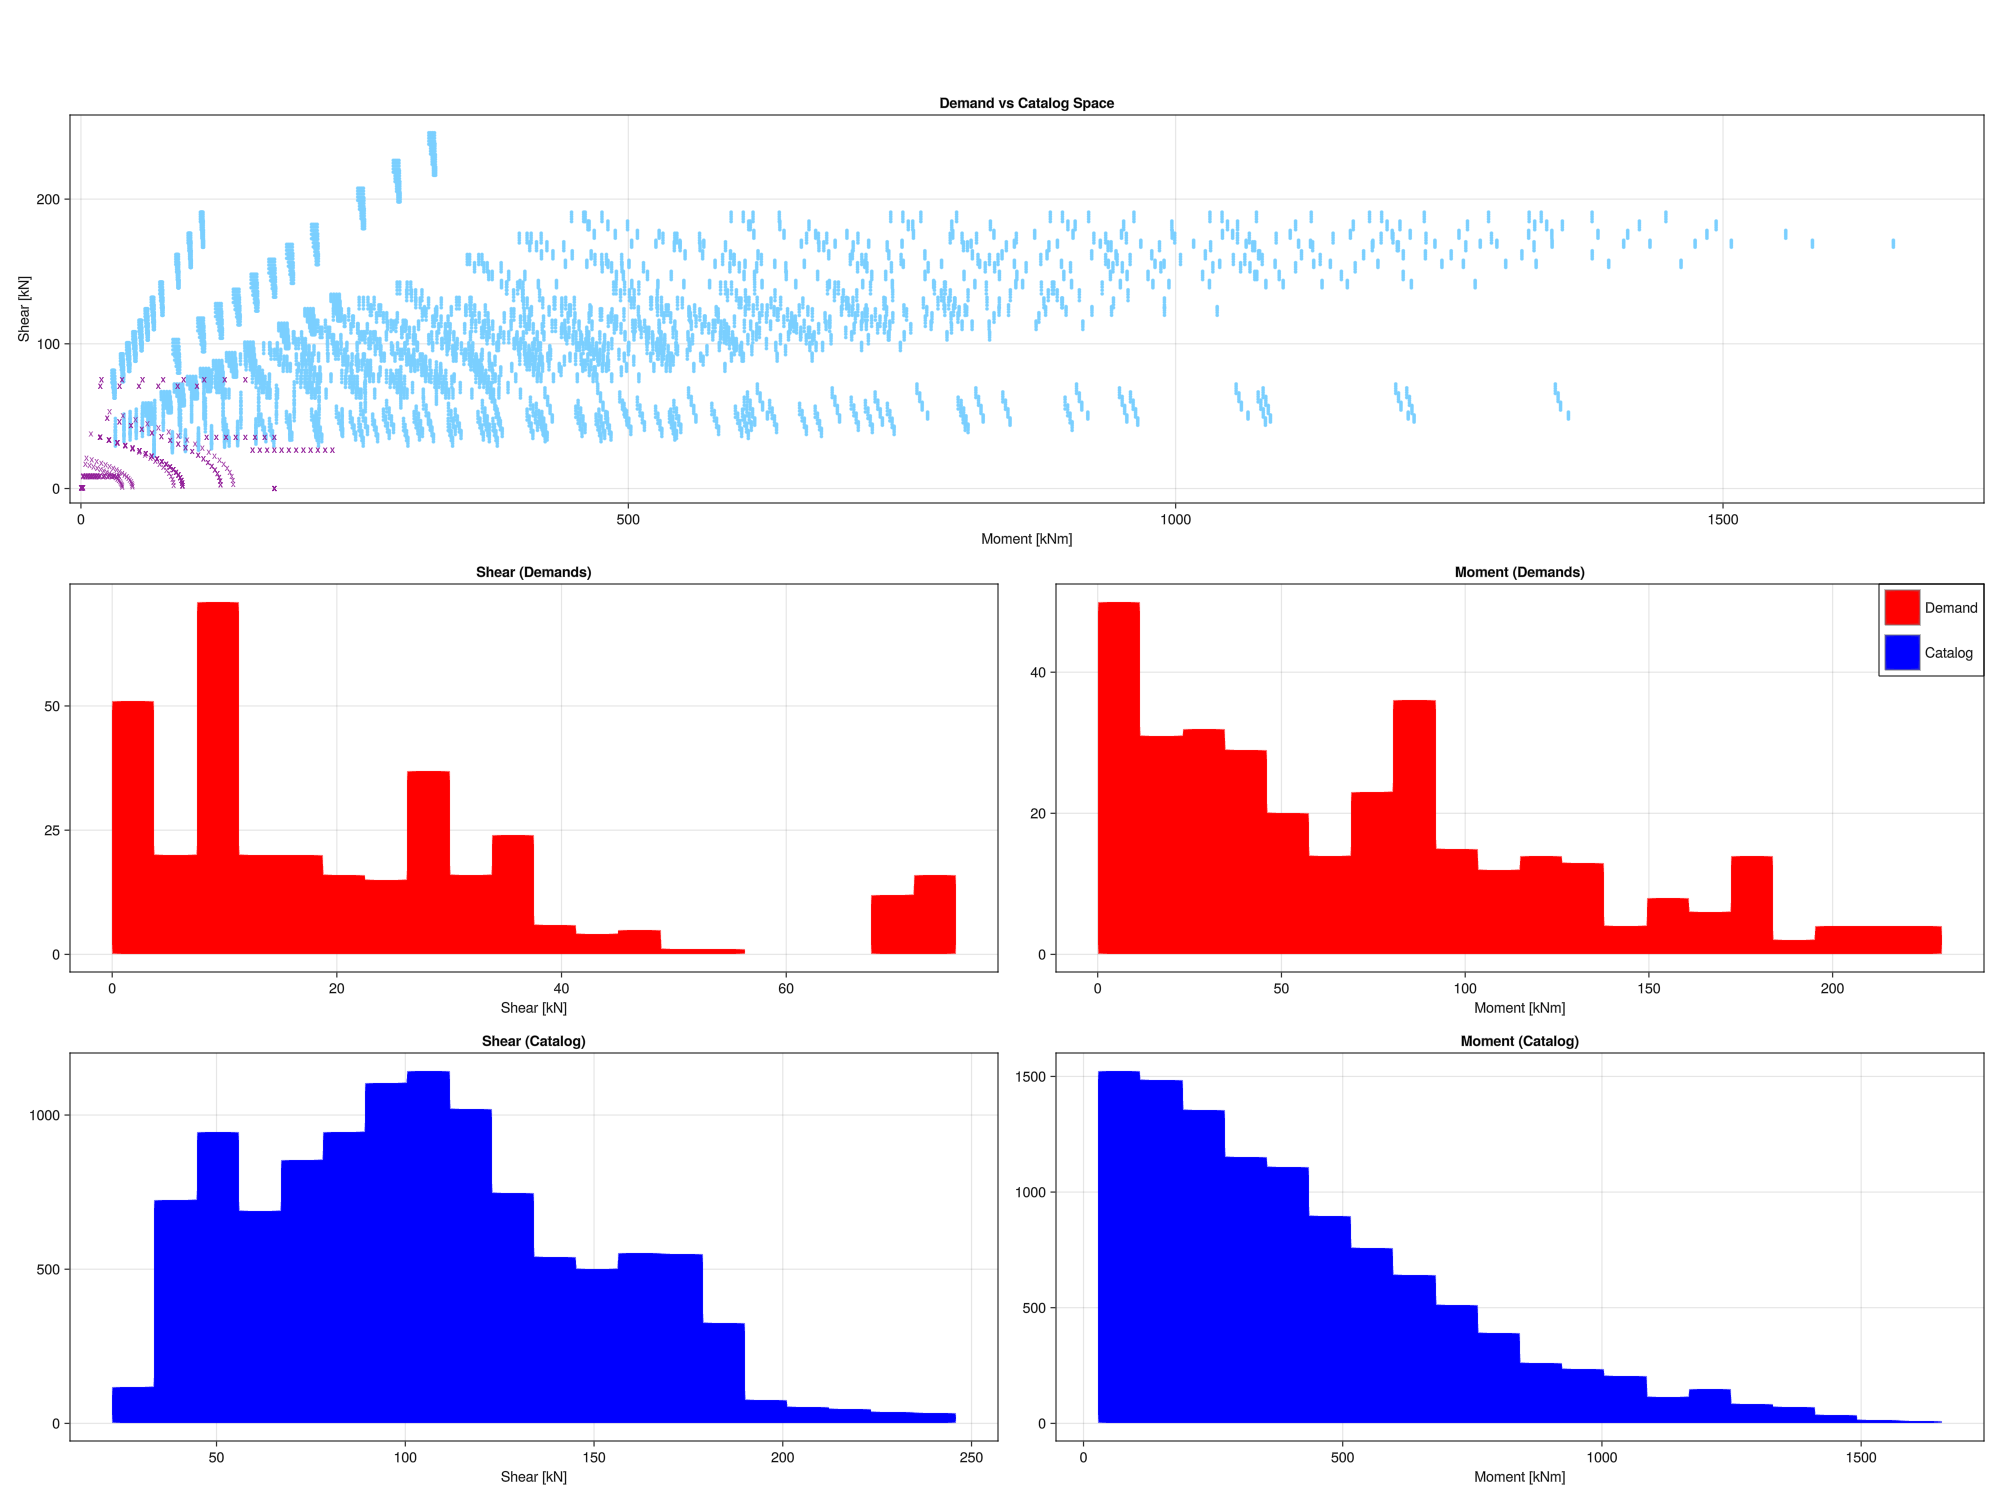 Demand vs Catalog Space
Shear [kN]
200
100
0
0 500 1000 1500
Moment [kNm]
Shear (Demands)
50
25
0
0 20 40 60
Shear [kN]
Moment (Demands)
Demand
Catalog
40
20
0
0 50 100 150 200
Moment [kNm]
Shear (Catalog)
1000
500
0
50 100 150 200 250
Shear [kN]
Moment (Catalog)
1500
1000
500
0
0 500 1000 1500
Moment [kNm]